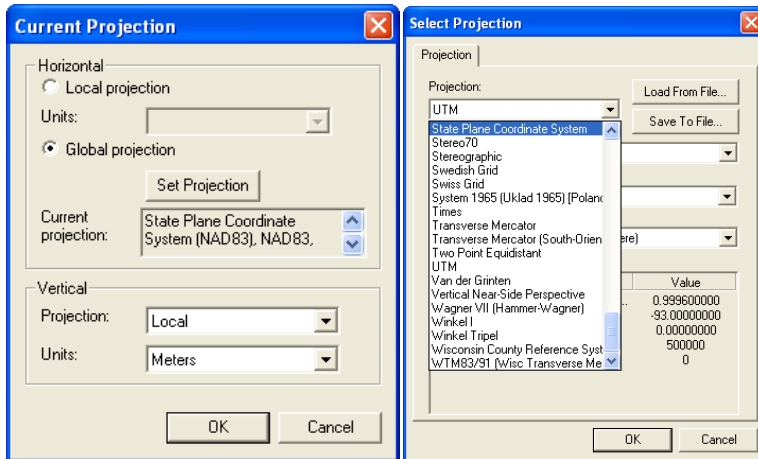 Current Projection
Horizontal
Local projection
Units:
Global projection
Set Projection
Current
projection:
State Plane Coordinate
System (NAD83), NAD83,
Vertical
Projection:
Local
Units:
Meters
OK
Cancel
Select Projection
Projection
Projection:
Load From File...
UTM
Save To File...
State Plane Coordinate System
Stereo70
Stereographic
Swedish Grid
Swiss Grid
System 1965 (Uklad 1965) [Poland
Times
Transverse Mercator
Transverse Mercator (South-Orien
ere)
Two Point Equidistant
UTM
Van der Grinten
Value
Vertical Near-Side Perspective
...
0.999600000
Wagner VII (Hammer-Wagner)
-93.00000000
Winkel I
0.00000000
Winkel Tripel
500000
Wisconsin County Reference Syst
0
WTM83/91 (Wisc Transverse Me
OK
Cancel